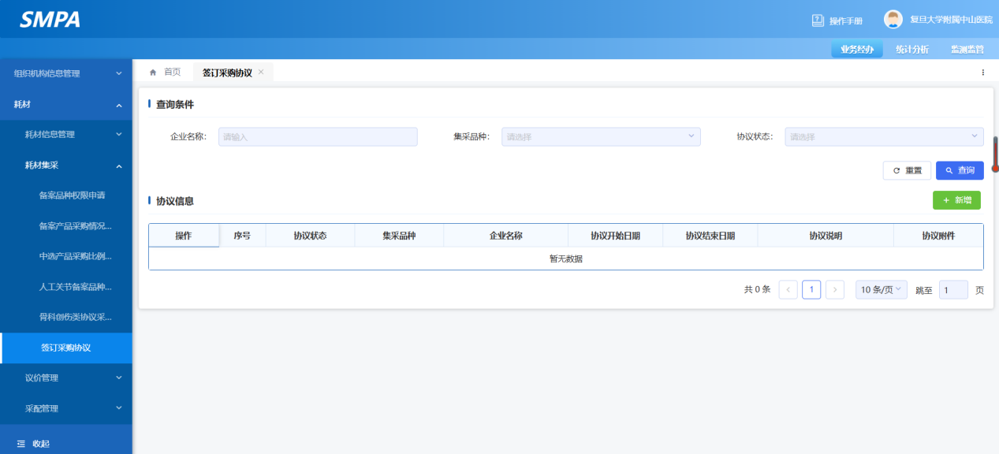 SMPA
操作手册
复旦大学附属中山医院
业务经办 统计分析 监测监管
组织机构信息管理
耗材
耗材信息管理
耗材集采
备案品种权限申请
备案产品采购情况...
中选产品采购比例...
人工关节备案品种...
骨科创伤类协议采...
签订采购协议
议价管理
采配管理
收起
首页 签订采购协议
查询条件
企业名称: 请输入 集采品种: 请选择 协议状态: 请选择
重置 查询
协议信息
+ 新增
操作 序号 协议状态 集采品种 企业名称 协议开始日期 协议结束日期 协议说明 协议附件
暂无数据
共 0 条 1 10 条/页 跳至 1 页